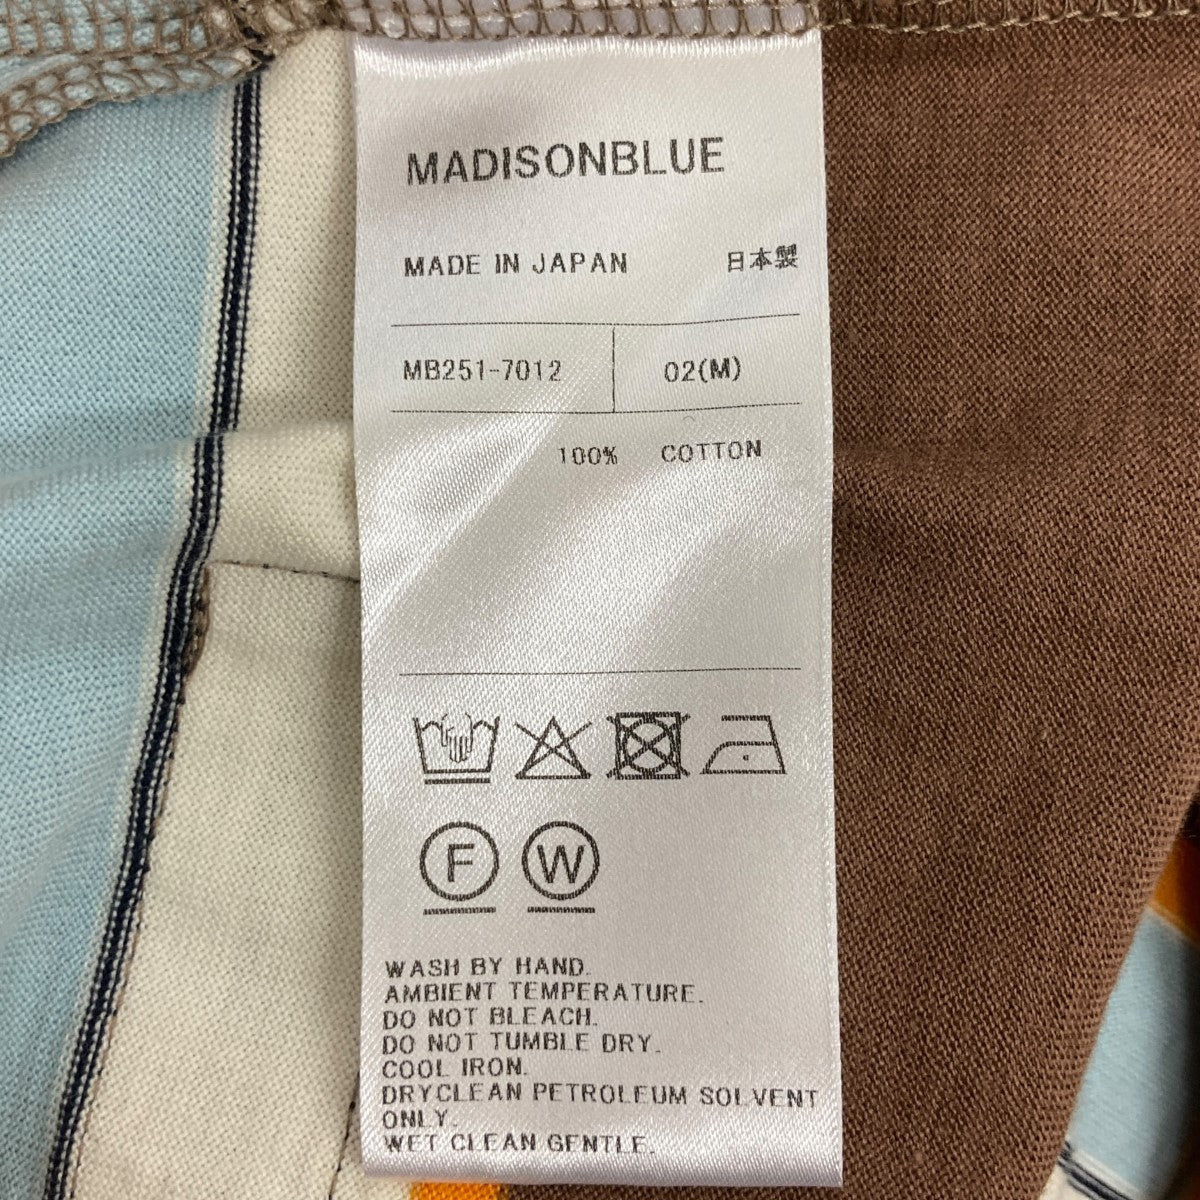 MADISONBLUE
MADE IN JAPAN 日本製
MB251-7012 02(M)
100% COTTON
F W
WASH BY HAND.
AMBIENT TEMPERATURE.
DO NOT BLEACH.
DO NOT TUMBLE DRY.
COOL IRON.
DRYCLEAN PETROLEUM SOLVENT
ONLY.
WET CLEAN GENTLE.